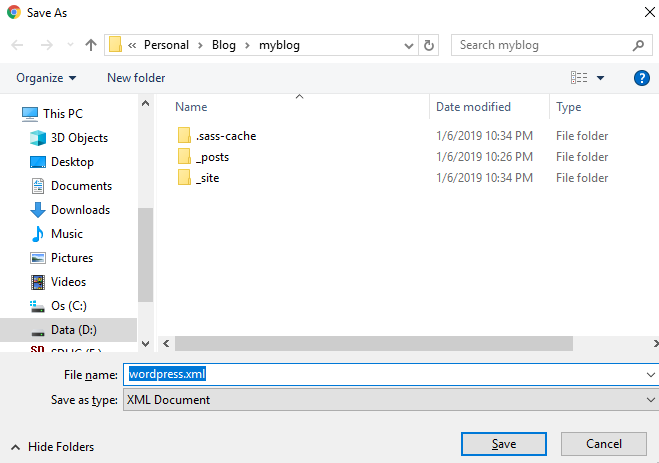 Save As
« Personal > Blog > myblog
Search myblog
Organize
New folder
?
Name
Date modified
Type
This PC
3D Objects
Desktop
Documents
Downloads
Music
Pictures
Videos
Os (C:)
Data (D:)
.sass-cache 1/6/2019 10:34 PM File folder
_posts 1/6/2019 10:26 PM File folder
_site 1/6/2019 10:34 PM File folder
File name: wordpress.xml
Save as type: XML Document
Hide Folders
Save
Cancel